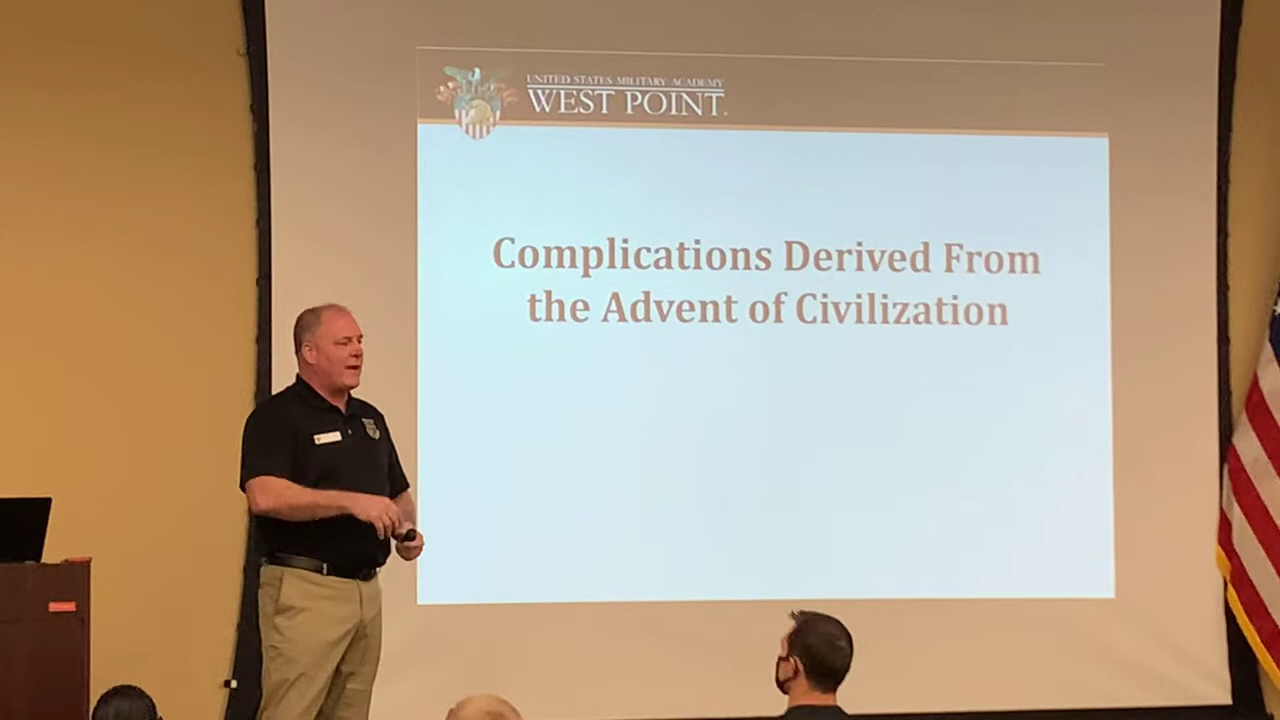 UNITED STATES MILITARY ACADEMY
WEST POINT.
Complications Derived From
the Advent of Civilization